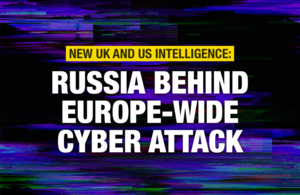 NEW UK AND US INTELLIGENCE:
RUSSIA BEHIND
EUROPE-WIDE
CYBER ATTACK